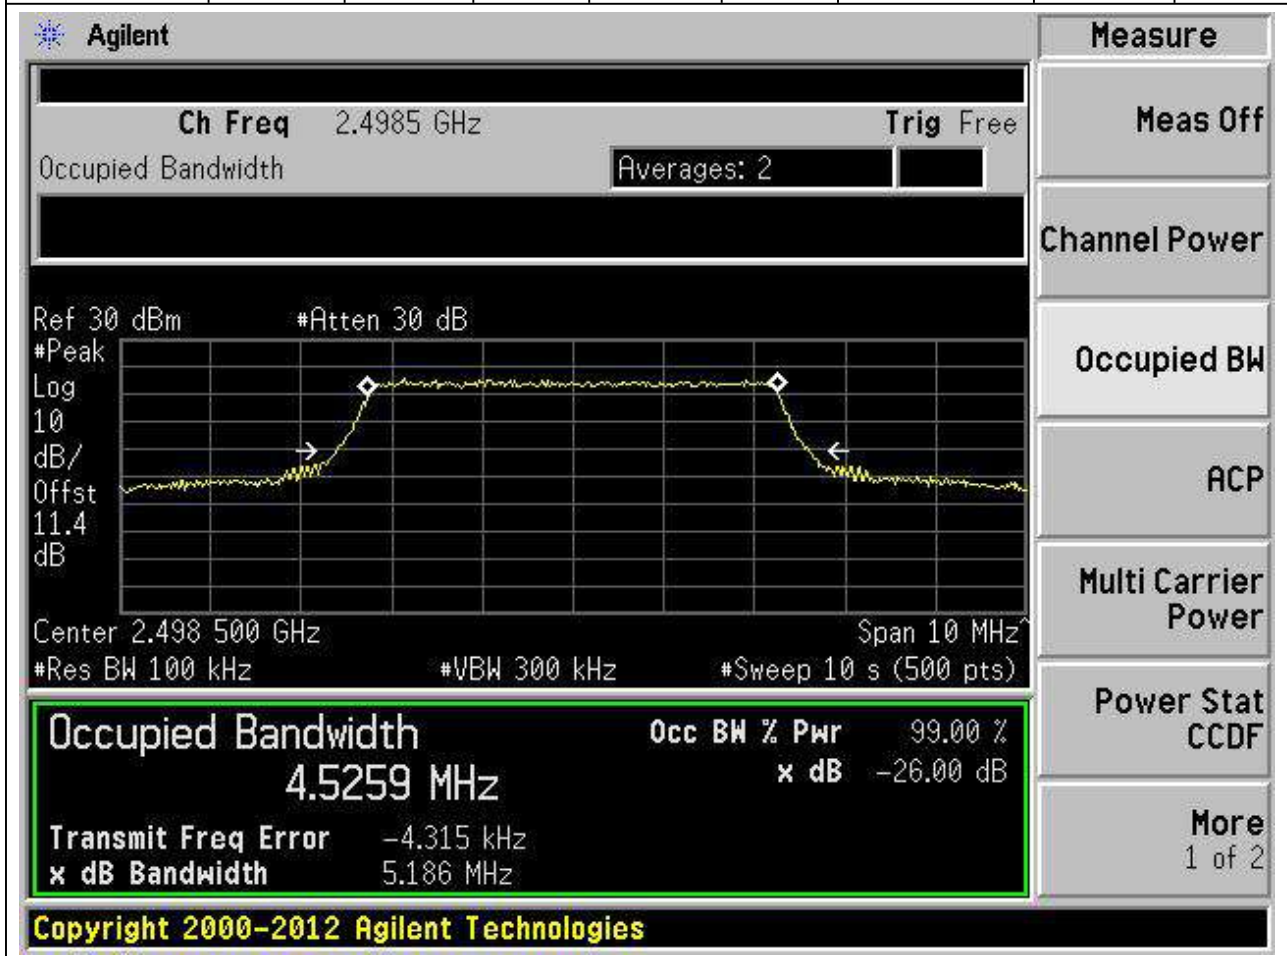 Agilent
Measure
Ch Freq 2.4985 GHz Trig Free
Occupied Bandwidth Averages: 2
Meas Off
Channel Power
Occupied BW
ACP
Multi Carrier
Power
Power Stat
CCDF
More
1 of 2
Ref 30 dBm #Atten 30 dB
#Peak
Log
10
dB/
Offst
11.4
dB
Center 2.498 500 GHz Span 10 MHz^
#Res BW 100 kHz #VBW 300 kHz #Sweep 10 s (500 pts)
Occupied Bandwidth Occ BW % Pwr 99.00 %
4.5259 MHz x dB -26.00 dB
Transmit Freq Error -4.315 kHz
x dB Bandwidth 5.186 MHz
Copyright 2000-2012 Agilent Technologies